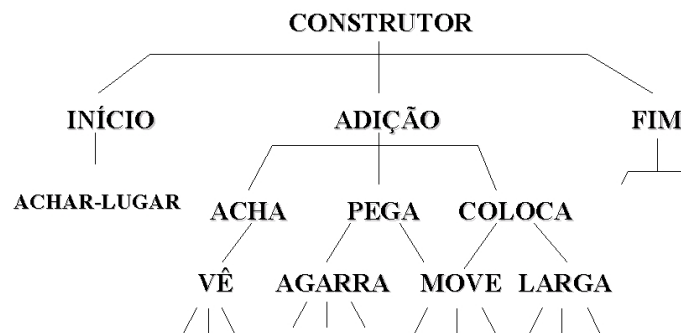 CONSTRUTOR
INÍCIO ADIÇÃO FIM
ACHAR-LUGAR ACHA PEGA COLOCA
VÊ AGARRA MOVE LARGA